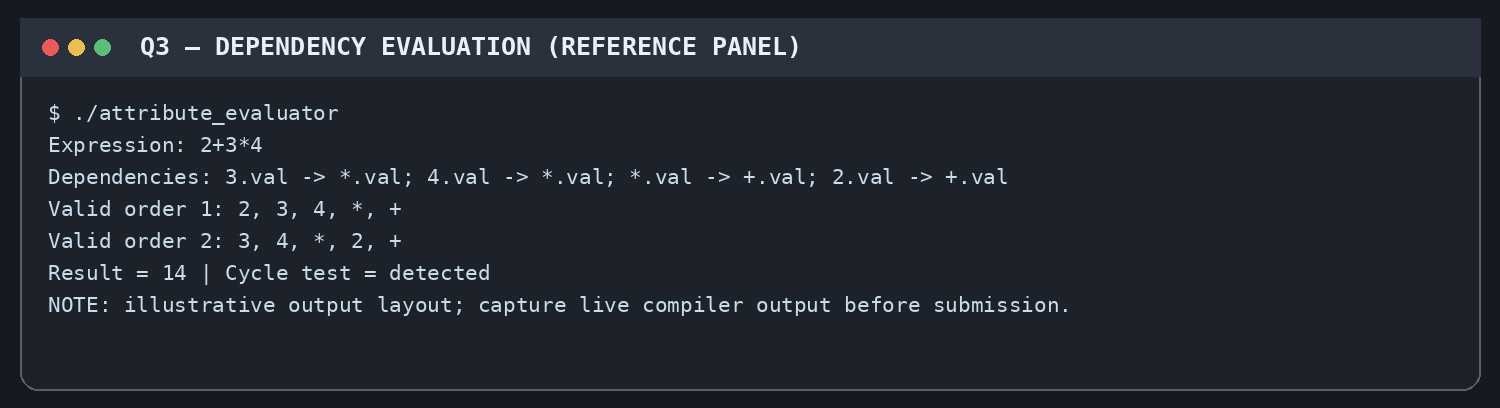 Q3 — DEPENDENCY EVALUATION (REFERENCE PANEL)
$ ./attribute_evaluator
Expression: 2+3*4
Dependencies: 3.val -> *.val; 4.val -> *.val; *.val -> +.val; 2.val -> +.val
Valid order 1: 2, 3, 4, *, +
Valid order 2: 3, 4, *, 2, +
Result = 14 | Cycle test = detected
NOTE: illustrative output layout; capture live compiler output before submission.